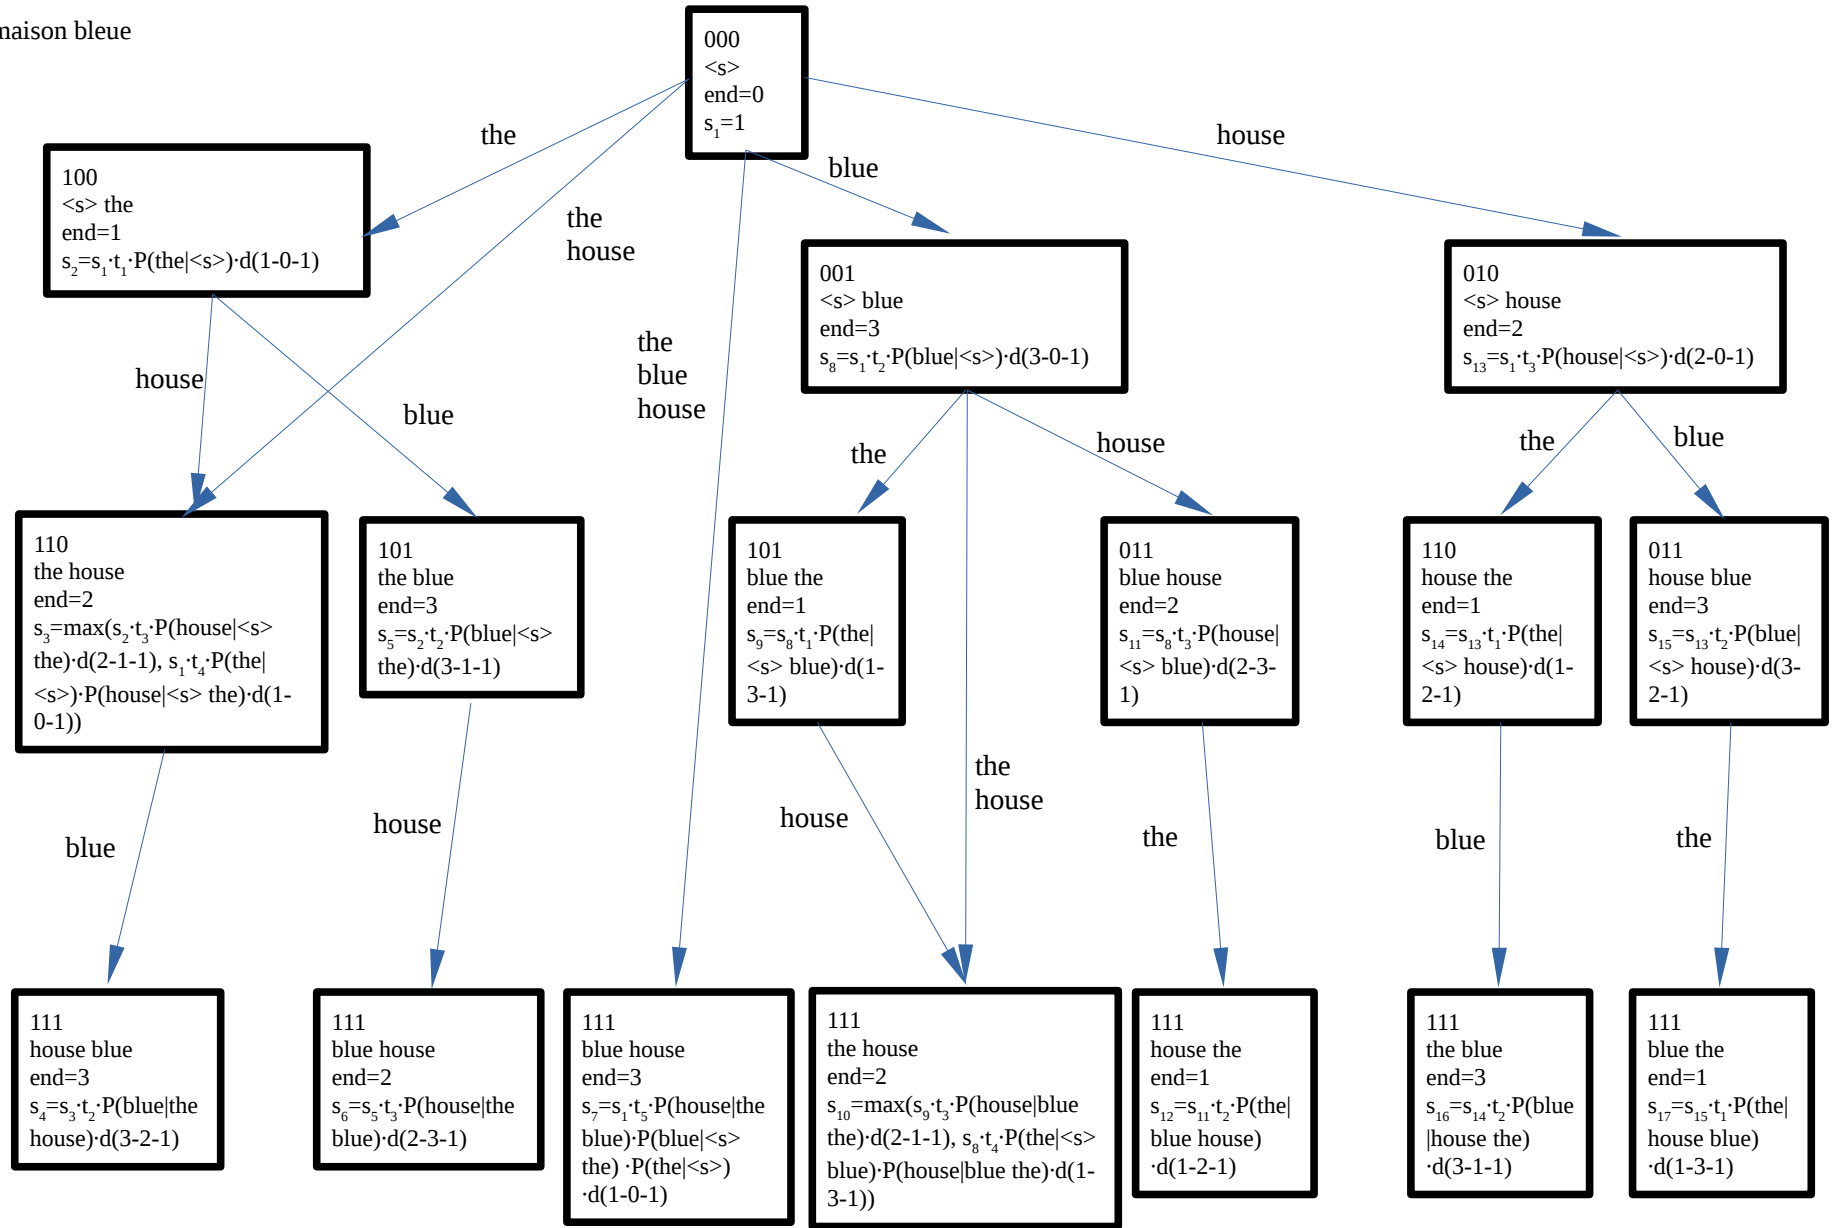 maison bleue
000
<s>
end=0
s₁=1
the
the
house
the
blue
house
blue
house
100
<s> the
end=1
s₂=s₁·t₁·P(the|<s>)·d(1-0-1)
001
<s> blue
end=3
s₈=s₁·t₂·P(blue|<s>)·d(3-0-1)
010
<s> house
end=2
s₁₃=s₁·t₃·P(house|<s>)·d(2-0-1)
house
blue
the
the
house
house
the
blue
110
the house
end=2
s₃=max(s₂·t₃·P(house|<s>
the)·d(2-1-1), s₁·t₄·P(the|
<s>)·P(house|<s> the)·d(1-
0-1))
101
the blue
end=3
s₅=s₂·t₂·P(blue|<s>
the)·d(3-1-1)
101
blue the
end=1
s₉=s₈·t₁·P(the|
<s> blue)·d(1-
3-1)
011
blue house
end=2
s₁₁=s₈·t₃·P(house|
<s> blue)·d(2-3-
1)
110
house the
end=1
s₁₄=s₁₃·t₁·P(the|
<s> house)·d(1-
2-1)
011
house blue
end=3
s₁₅=s₁₃·t₂·P(blue|
<s> house)·d(3-
2-1)
blue
house
house
the
blue
the
111
house blue
end=3
s₄=s₃·t₂·P(blue|the
house)·d(3-2-1)
111
blue house
end=2
s₆=s₅·t₃·P(house|the
blue)·d(2-3-1)
111
blue house
end=3
s₇=s₁·t₅·P(house|the
blue)·P(blue|<s>
the) ·P(the|<s>)
·d(1-0-1)
111
the house
end=2
s₁₀=max(s₉·t₃·P(house|blue
the)·d(2-1-1), s₈·t₄·P(the|<s>
blue)·P(house|blue the)·d(1-
3-1))
111
house the
end=1
s₁₂=s₁₁·t₂·P(the|
blue house)
·d(1-2-1)
111
the blue
end=3
s₁₆=s₁₄·t₂·P(blue
|house the)
·d(3-1-1)
111
blue the
end=1
s₁₇=s₁₅·t₁·P(the|
house blue)
·d(1-3-1)